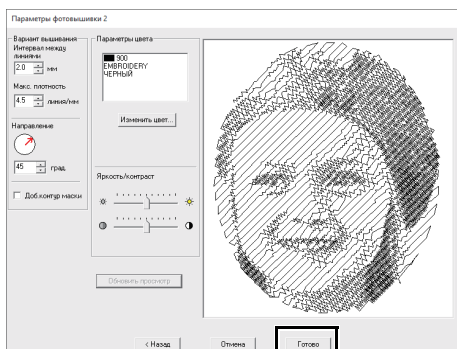 Параметры фотовышивки 2
Вариант вышивания
Интервал между
линиями
2.0 мм
Макс. плотность
4.5 линия/мм
Направление
45 град.
Доб.контур маски
Параметры цвета
900
EMBROIDERY
ЧЕРНЫЙ
Изменить цвет...
Яркость/контраст
Обновить просмотр
< Назад
Отмена
Готово